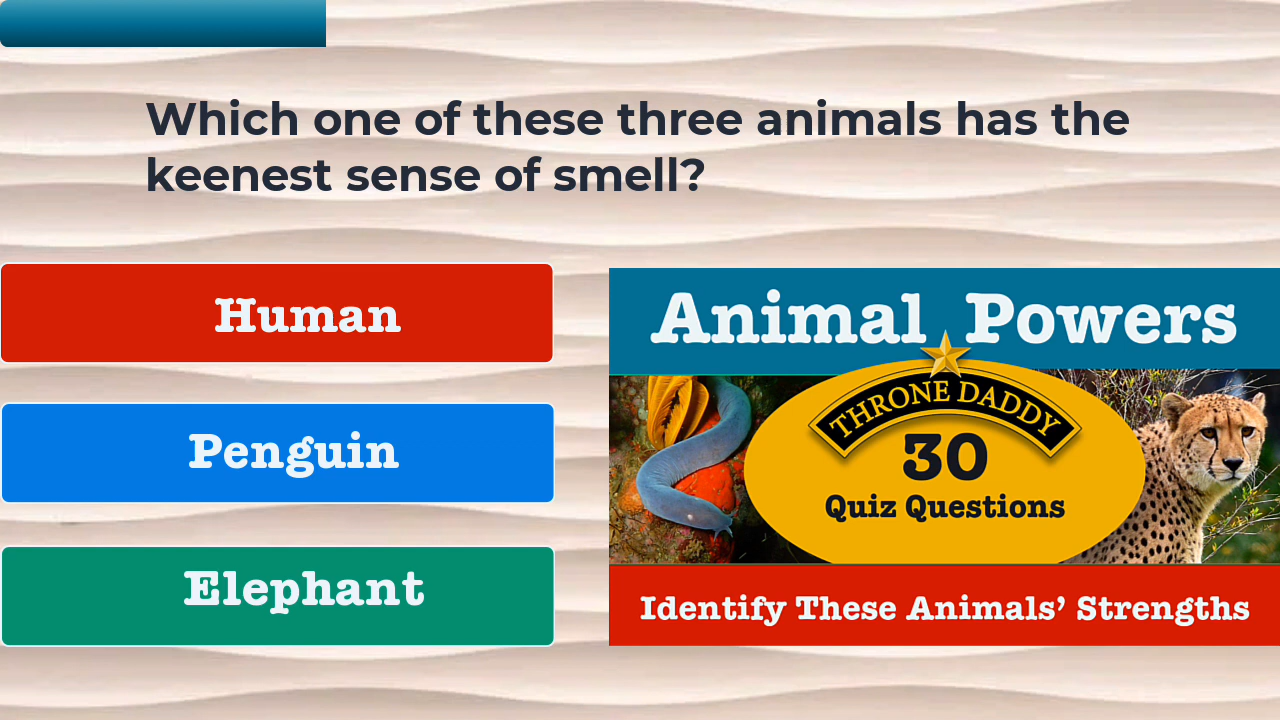 Which one of these three animals has the
keenest sense of smell?
Human
Penguin
Elephant
Animal Powers
THRONE DADDY
30
Quiz Questions
Identify These Animals’ Strengths